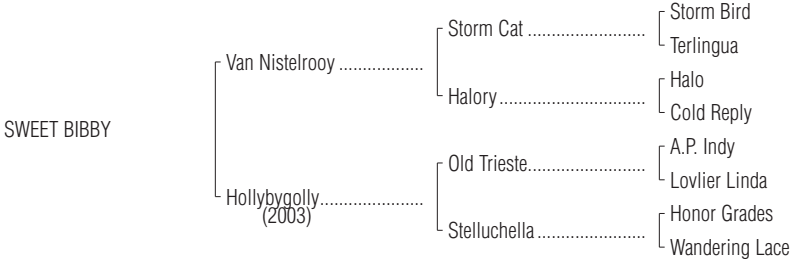 Storm Bird
Storm Cat ........................
Terlingua
Van Nistelrooy ..................
Halo
Halory ..............................
Cold Reply
SWEET BIBBY
A.P. Indy
Old Trieste........................
Lovlier Linda
Hollybygolly......................
(2003)
Honor Grades
Stelluchella .......................
Wandering Lace